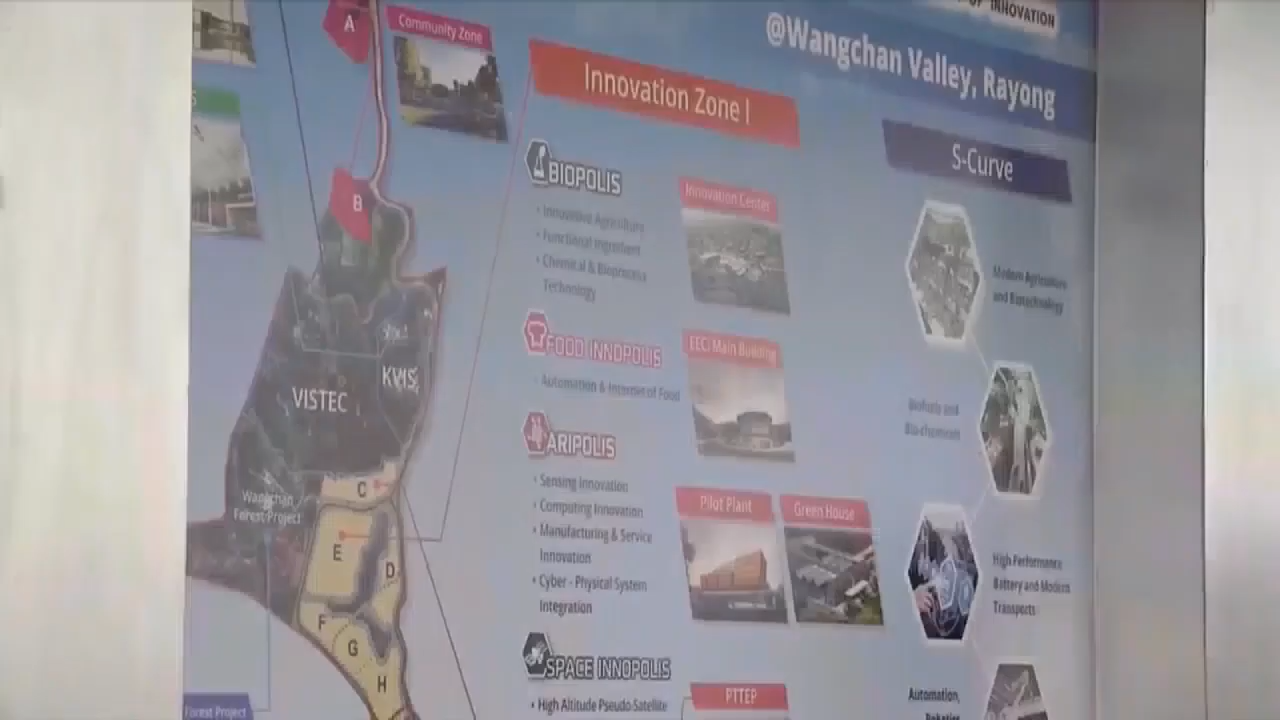 OF INNOVATION
@Wangchan Valley, Rayong
A
Community Zone
S
B
VISTEC
KVIS
Wangchan
Forest Project
C
E
D
F
G
H
Forest Project
Innovation Zone I
BIOPOLIS
• Innovative Agriculture
• Functional Ingredient
• Chemical & Bioprocess
Technology
FOOD INNOPOLIS
Automation & Internet of Food
ARIPOLIS
• Sensing Innovation
• Computing Innovation
• Manufacturing & Service
Innovation
• Cyber - Physical System
Integration
SPACE INNOPOLIS
• High Altitude Pseudo-Satellite
Innovation Center
EECi Main Building
Pilot Plant
Green House
PTTEP
S-Curve
Modern Agriculture
and Biotechnology
Biofuels and
Bio-chemicals
High Performance
Battery and Modern
Transports
Automation,
Robotics